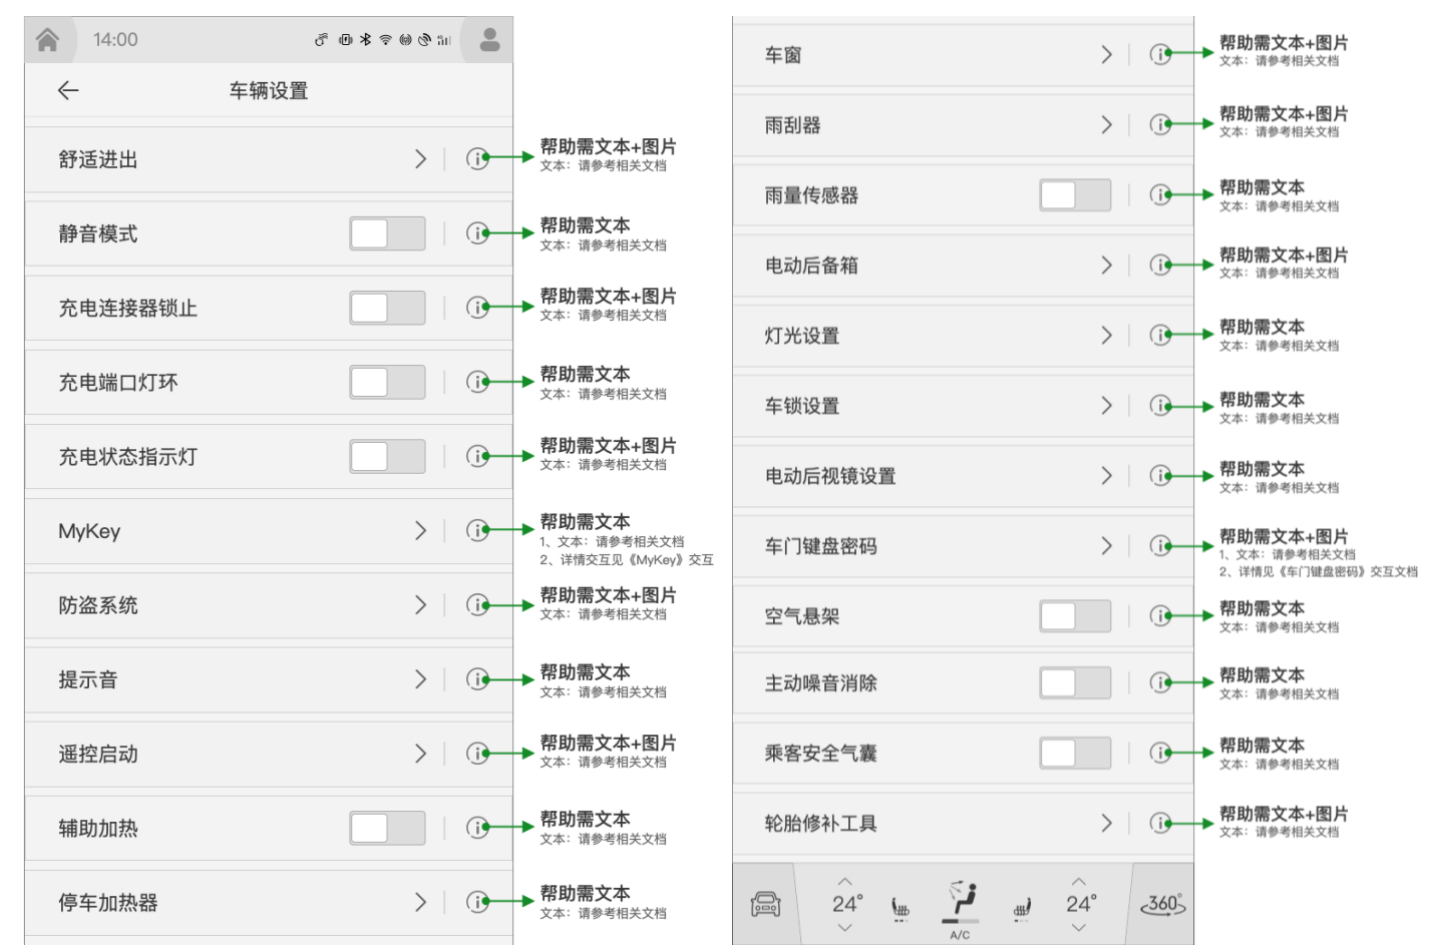 14:00
车辆设置
舒适进出
帮助需文本+图片
文本：请参考相关文档
静音模式
帮助需文本
文本：请参考相关文档
充电连接器锁止
帮助需文本+图片
文本：请参考相关文档
充电端口灯环
帮助需文本
文本：请参考相关文档
充电状态指示灯
帮助需文本+图片
文本：请参考相关文档
MyKey
帮助需文本
1、文本：请参考相关文档
2、详情交互见《MyKey》交互
防盗系统
帮助需文本+图片
文本：请参考相关文档
提示音
帮助需文本
文本：请参考相关文档
遥控启动
帮助需文本+图片
文本：请参考相关文档
辅助加热
帮助需文本
文本：请参考相关文档
停车加热器
帮助需文本
文本：请参考相关文档
车窗
帮助需文本+图片
文本：请参考相关文档
雨刮器
帮助需文本+图片
文本：请参考相关文档
雨量传感器
帮助需文本
文本：请参考相关文档
电动后备箱
帮助需文本+图片
文本：请参考相关文档
灯光设置
帮助需文本
文本：请参考相关文档
车锁设置
帮助需文本
文本：请参考相关文档
电动后视镜设置
帮助需文本
文本：请参考相关文档
车门键盘密码
帮助需文本+图片
1、文本：请参考相关文档
2、详情见《车门键盘密码》交互文档
空气悬架
帮助需文本
文本：请参考相关文档
主动噪音消除
帮助需文本
文本：请参考相关文档
乘客安全气囊
帮助需文本
文本：请参考相关文档
轮胎修补工具
帮助需文本+图片
文本：请参考相关文档
24° A/C 24° 360°